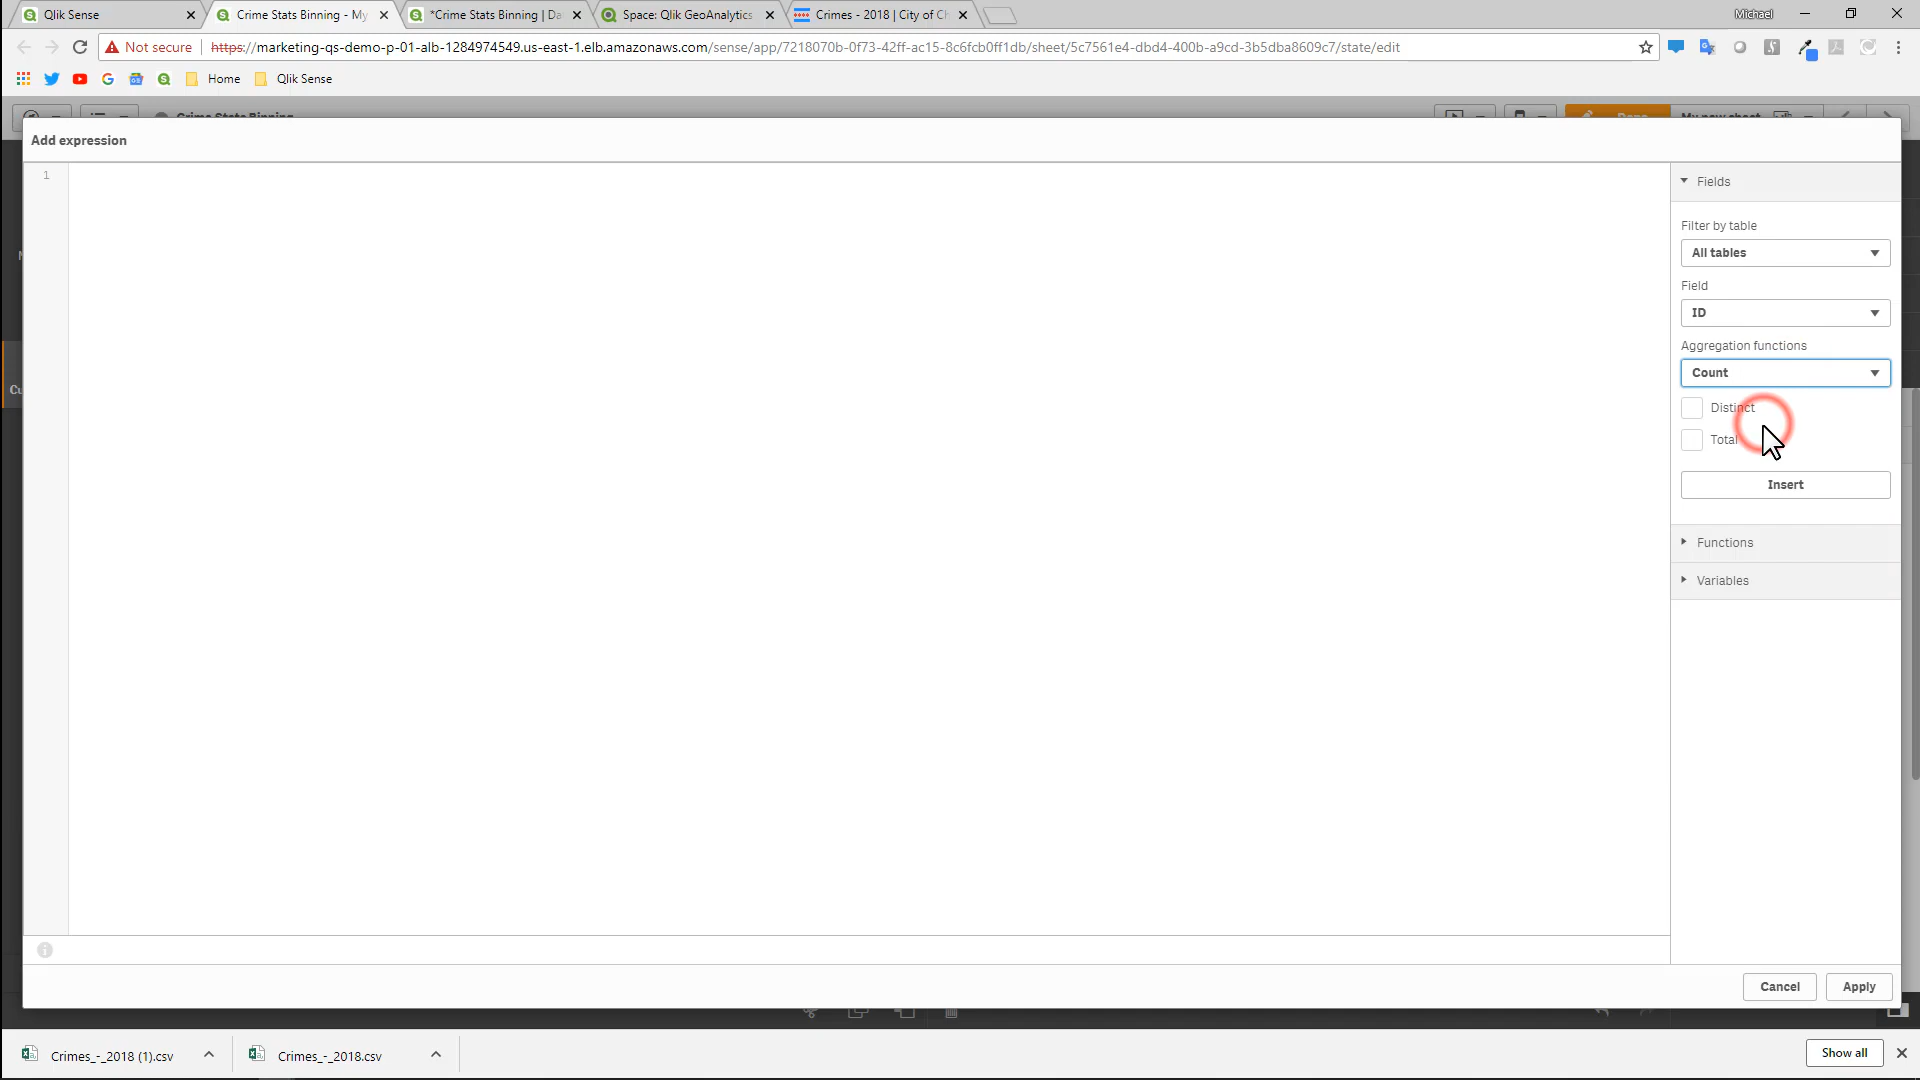 Qlik Sense
Crime Stats Binning - My
*Crime Stats Binning | Da
Space: Qlik GeoAnalytics
Crimes - 2018 | City of Ch
Michael
Not secure
https://marketing-qs-demo-p-01-alb-1284974549.us-east-1.elb.amazonaws.com/sense/app/7218070b-0f73-42ff-ac15-8c6fcb0ff1db/sheet/5c7561e4-dbd4-400b-a9cd-3b5dba8609c7/state/edit
Home
Qlik Sense
Crime Stats Binning
Done
My new sheet
Add expression
1
Fields
Filter by table
All tables
Field
ID
Aggregation functions
Count
Distinct
Total
Insert
Functions
Variables
Cu
Cancel
Apply
Crimes_-_2018 (1).csv
Crimes_-_2018.csv
Show all